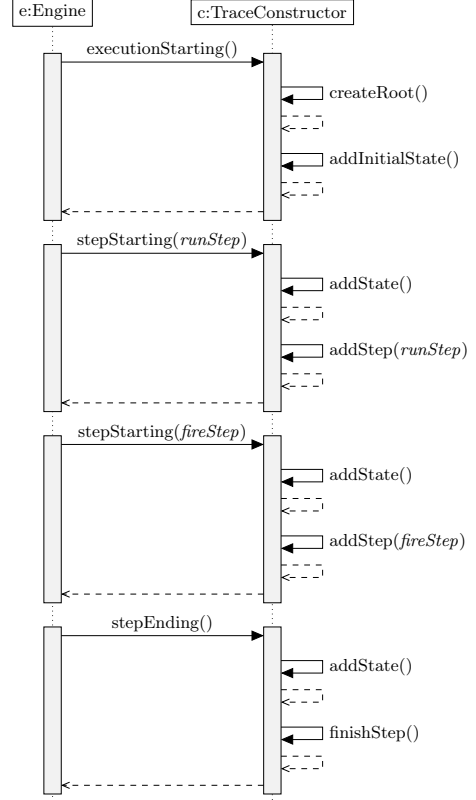 e:Engine
c:TraceConstructor
executionStarting()
createRoot()
addInitialState()
stepStarting(runStep)
addState()
addStep(runStep)
stepStarting(fireStep)
addState()
addStep(fireStep)
stepEnding()
addState()
finishStep()